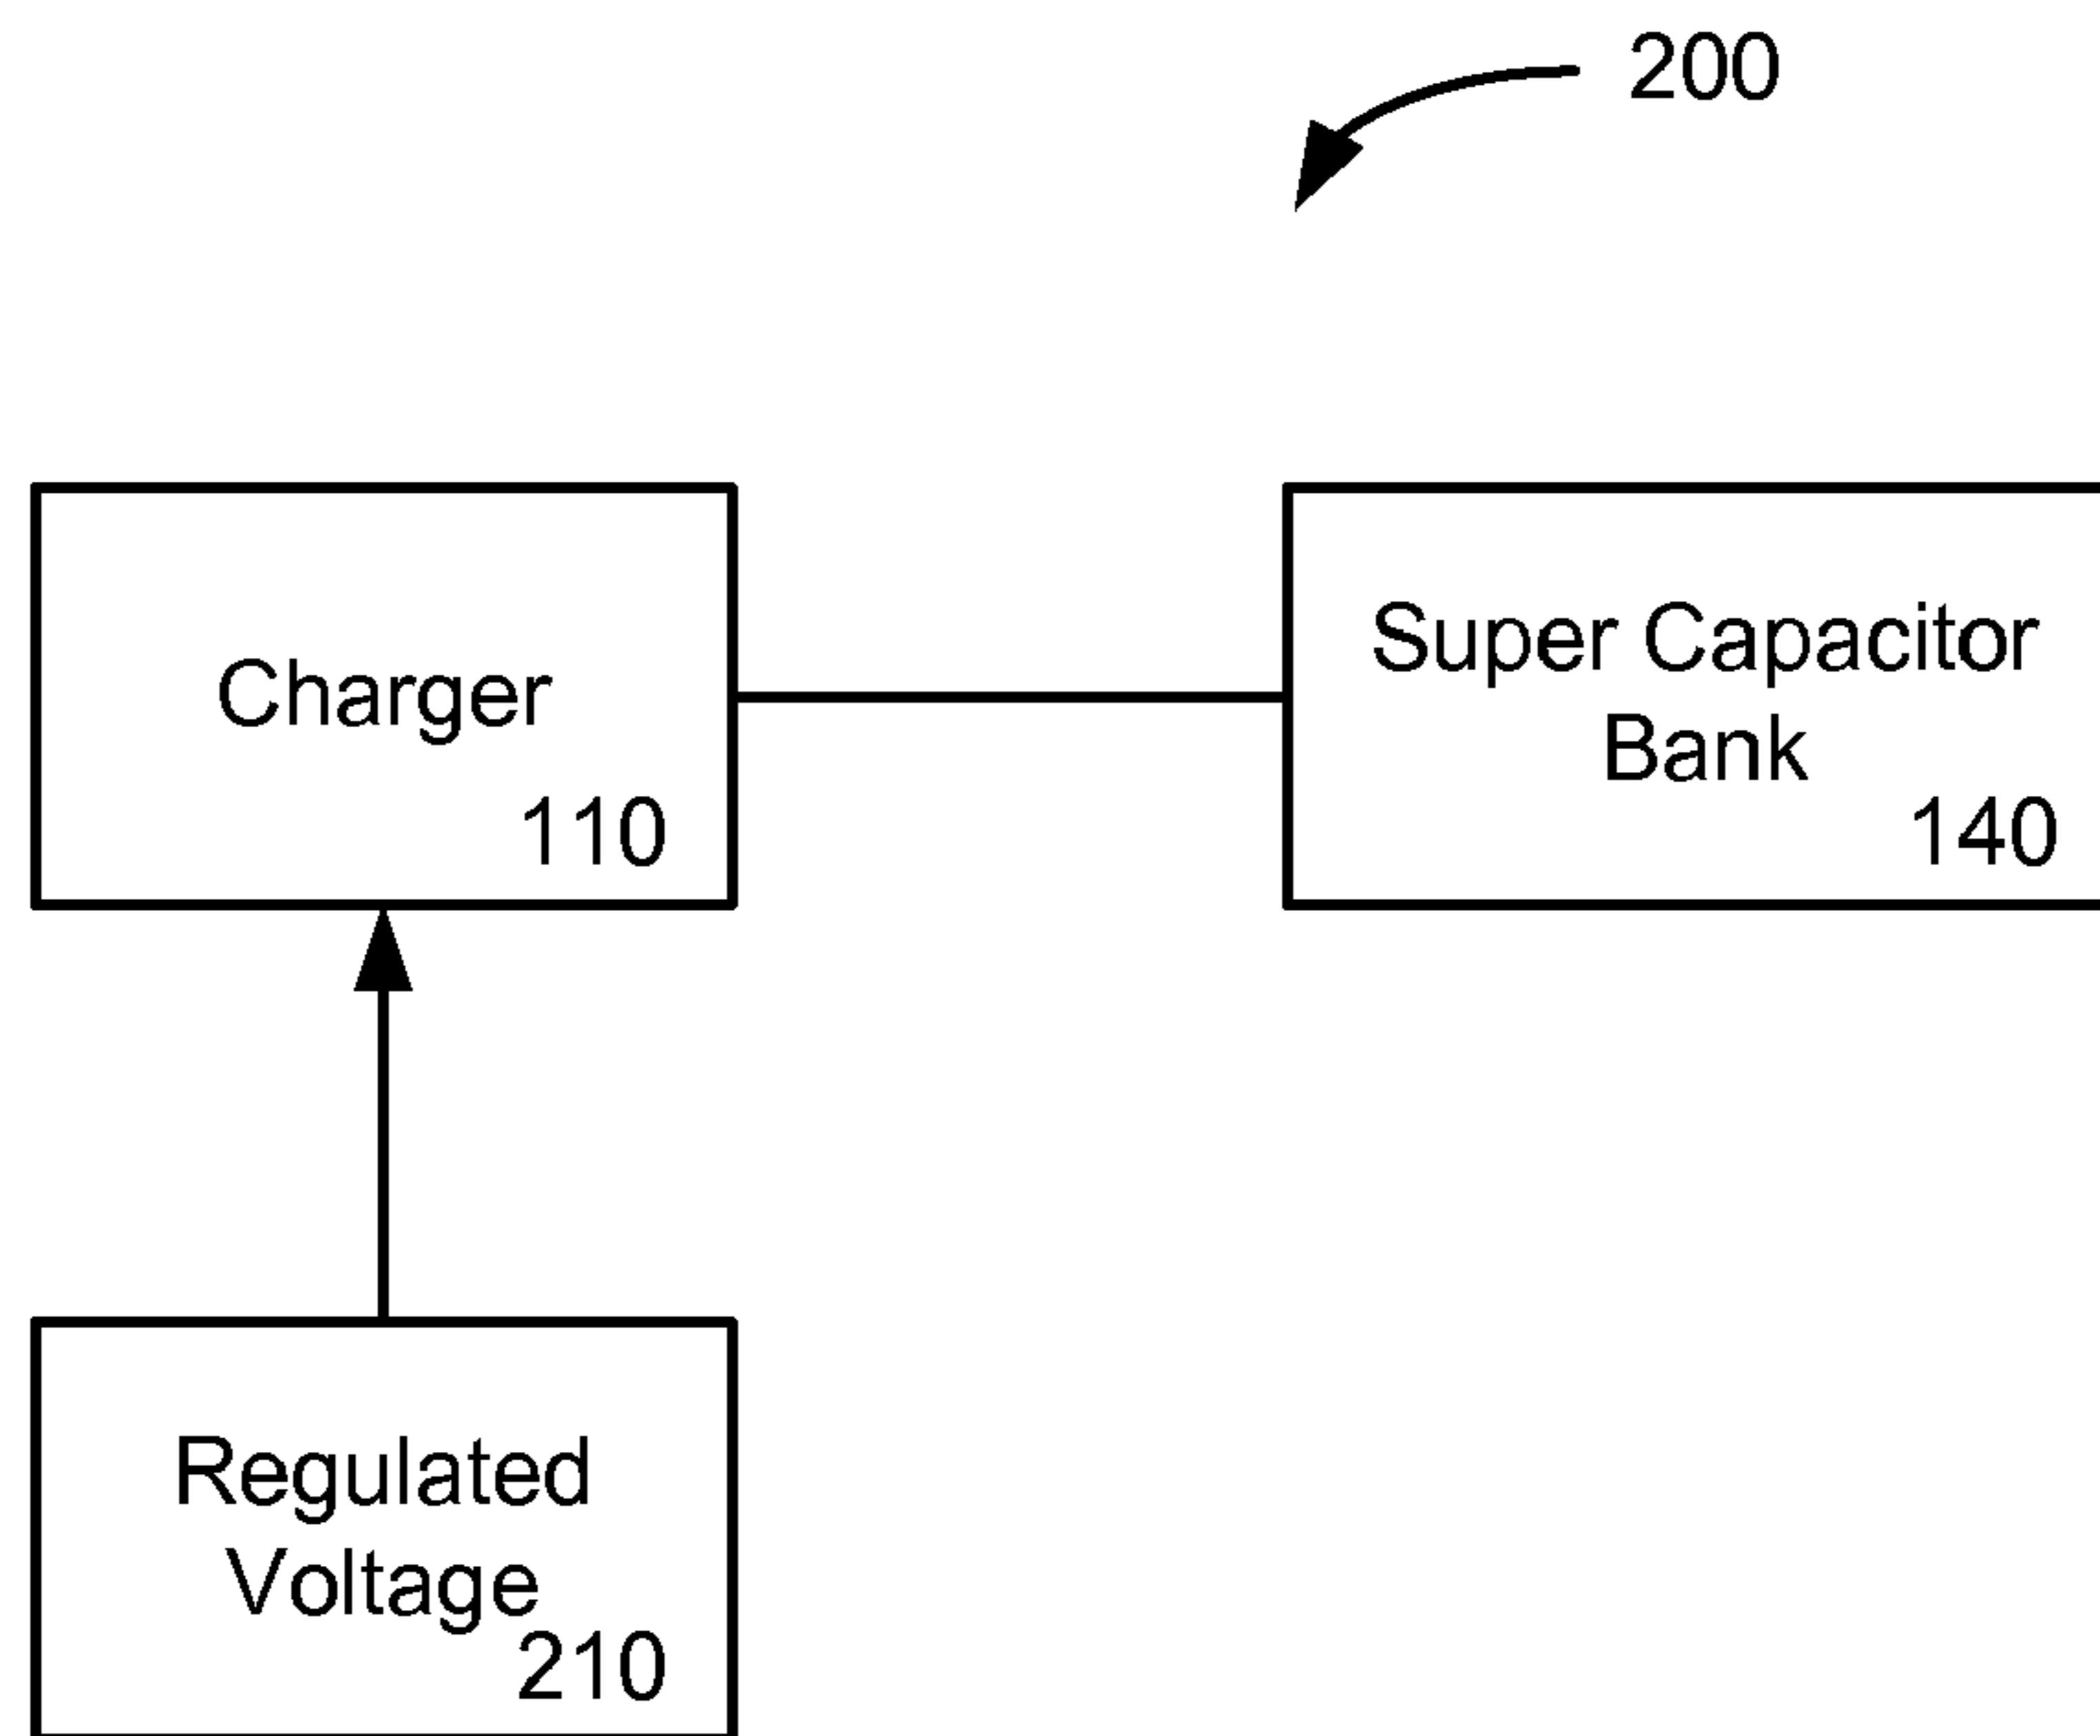 200
Charger
110
Super Capacitor
Bank
140
Regulated
Voltage
210